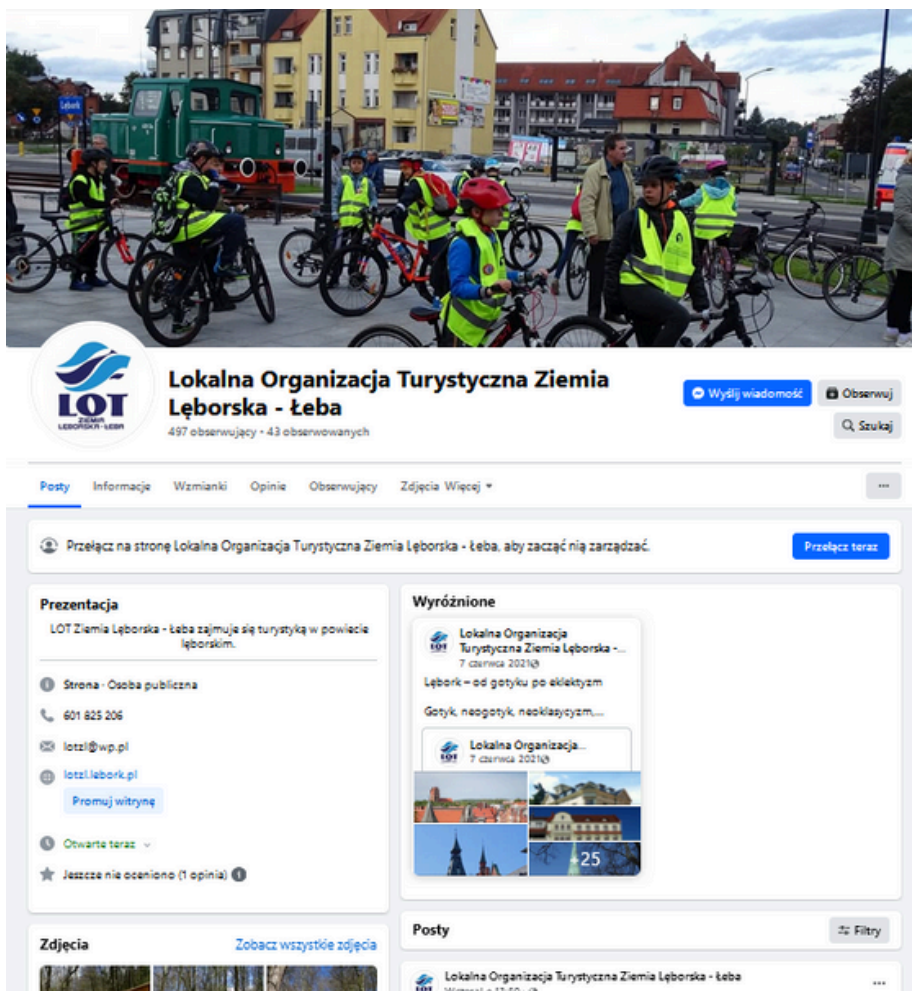 Lębork
LOT
ZIEMIA
LĘBORSKA - ŁEBA
Lokalna Organizacja Turystyczna Ziemia
Lęborska - Łeba
497 obserwujący • 43 obserwowanych
Wyślij wiadomość
Obserwuj
Szukaj
Posty Informacje Wzmianki Opinie Obserwujący Zdjęcia Więcej
Przełącz na stronę Lokalna Organizacja Turystyczna Ziemia Lęborska - Łeba, aby zacząć nią zarządzać.
Przełącz teraz
Prezentacja
LOT Ziemia Lęborska - Łeba zajmuje się turystyką w powiecie
lęborskim.
Strona · Osoba publiczna
601 825 206
lotzl@wp.pl
lotzl.lebork.pl
Promuj witrynę
Otwarte teraz
Jeszcze nie oceniono (1 opinia)
Zdjęcia
Zobacz wszystkie zdjęcia
Wyróżnione
LOT
Lokalna Organizacja
Turystyczna Ziemia Lęborska -...
7 czerwca 2021
Lębork – od gotyku po eklektyzm
Gotyk, neogotyk, neoklasycyzm,...
LOT
Lokalna Organizacja...
7 czerwca 2021
+25
Posty
Filtry
LOT
Lokalna Organizacja Turystyczna Ziemia Lęborska - Łeba